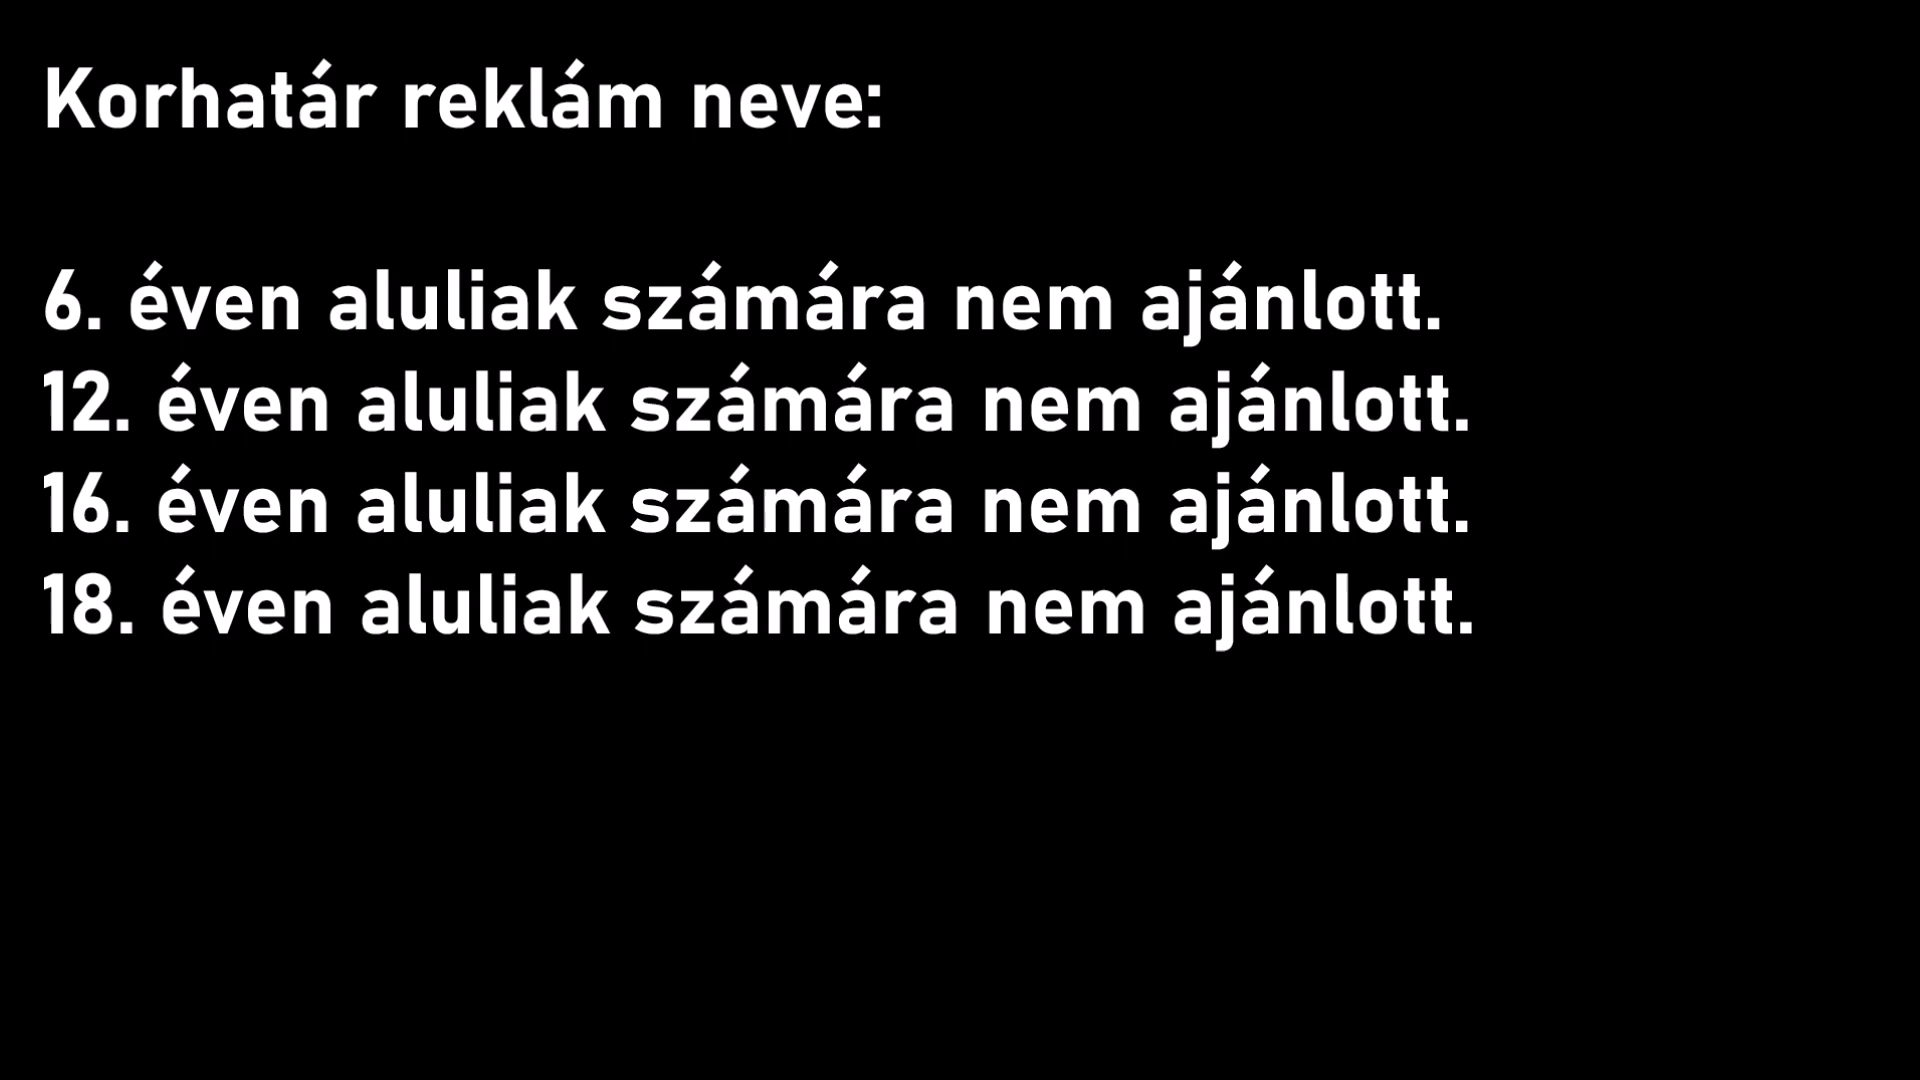 Korhatár reklám neve:
6. éven aluliak számára nem ajánlott.
12. éven aluliak számára nem ajánlott.
16. éven aluliak számára nem ajánlott.
18. éven aluliak számára nem ajánlott.